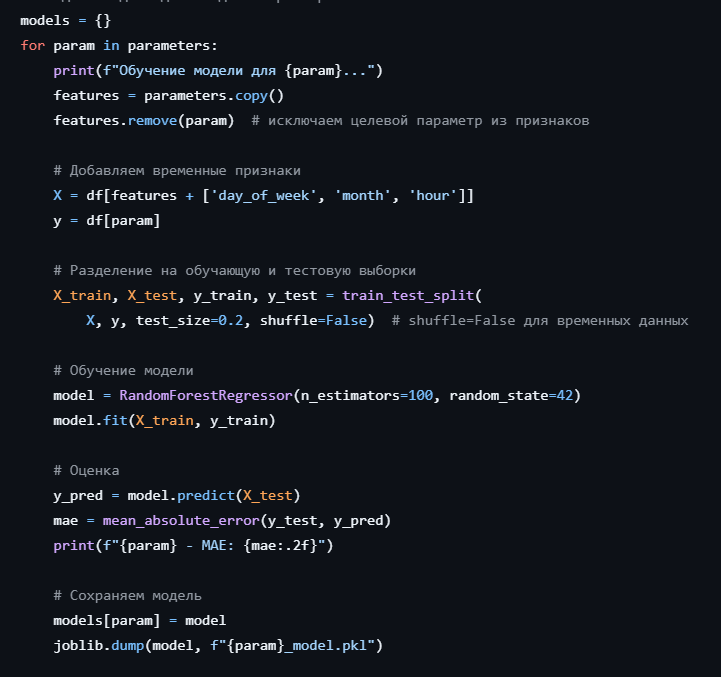 models = {}
for param in parameters:
    print(f"Обучение модели для {param}...")
    features = parameters.copy()
    features.remove(param)  # исключаем целевой параметр из признаков
    # Добавляем временные признаки
    X = df[features + ['day_of_week', 'month', 'hour']]
    y = df[param]
    # Разделение на обучающую и тестовую выборки
    X_train, X_test, y_train, y_test = train_test_split(
        X, y, test_size=0.2, shuffle=False)  # shuffle=False для временных данных
    # Обучение модели
    model = RandomForestRegressor(n_estimators=100, random_state=42)
    model.fit(X_train, y_train)
    # Оценка
    y_pred = model.predict(X_test)
    mae = mean_absolute_error(y_test, y_pred)
    print(f"{param} - MAE: {mae:.2f}")
    # Сохраняем модель
    models[param] = model
    joblib.dump(model, f"{param}_model.pkl")